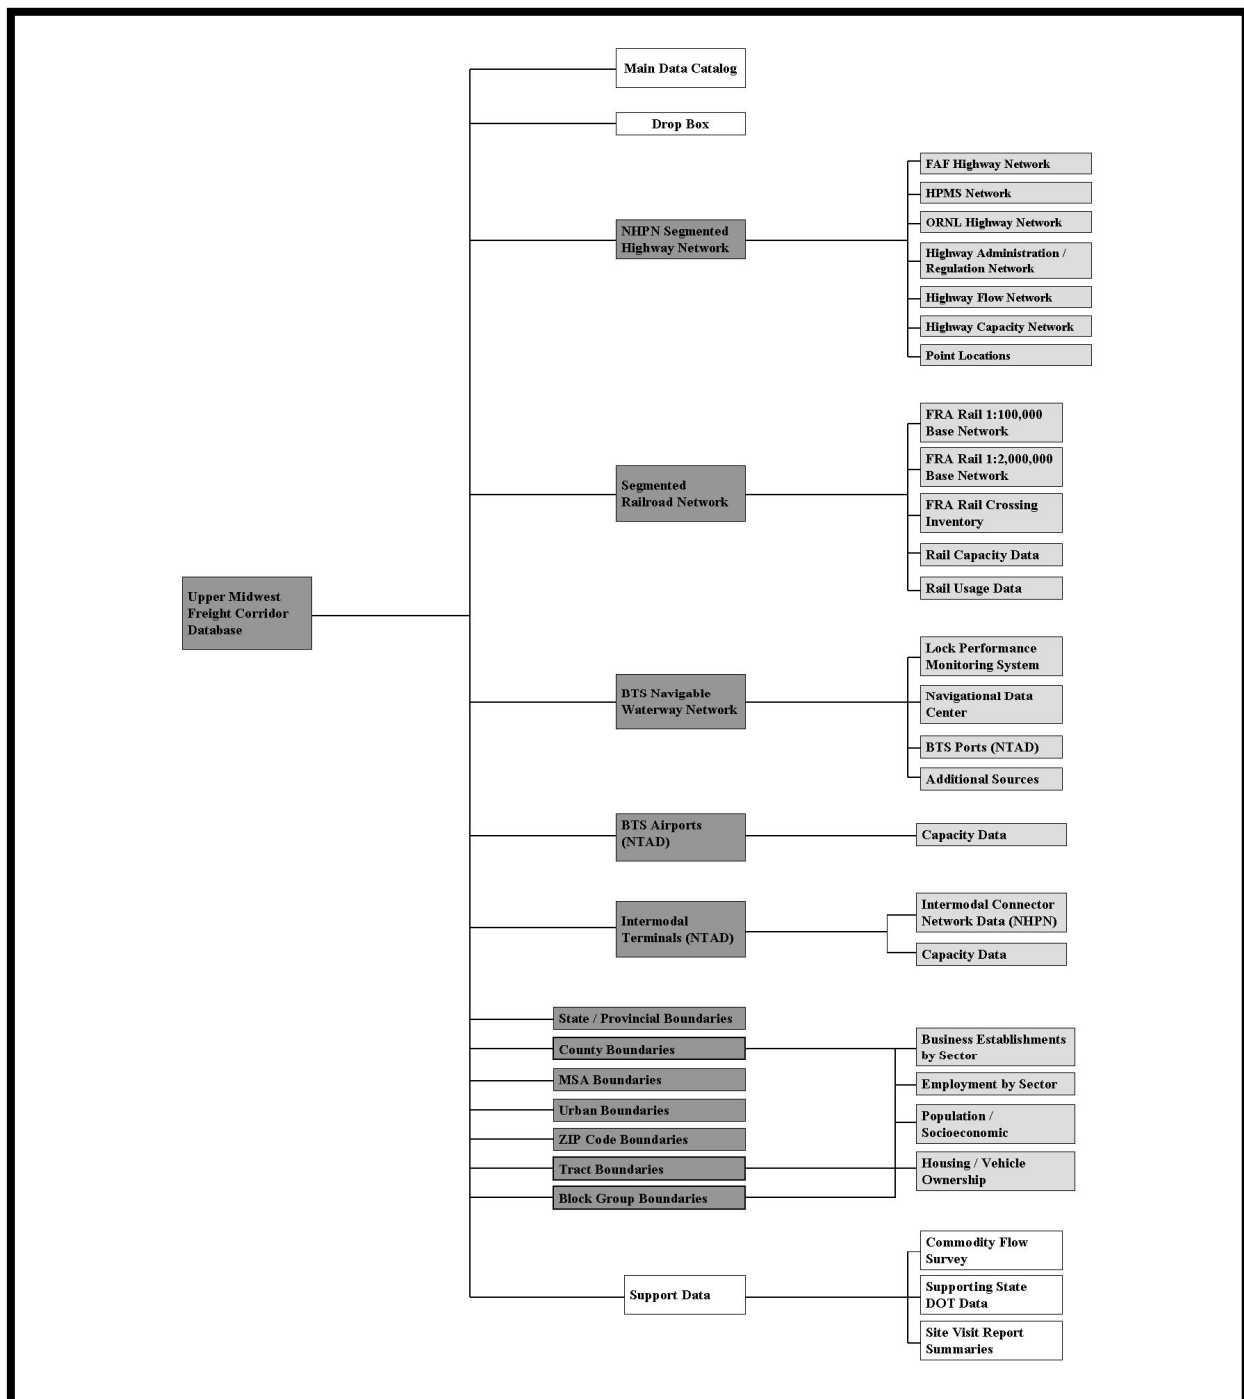 Main Data Catalog
Drop Box
NHPN Segmented
Highway Network
FAF Highway Network
HPMS Network
ORNL Highway Network
Highway Administration /
Regulation Network
Highway Flow Network
Highway Capacity Network
Point Locations
Segmented
Railroad Network
FRA Rail 1:100,000
Base Network
FRA Rail 1:2,000,000
Base Network
FRA Rail Crossing
Inventory
Rail Capacity Data
Rail Usage Data
Upper Midwest
Freight Corridor
Database
BTS Navigable
Waterway Network
Lock Performance
Monitoring System
Navigational Data
Center
BTS Ports (NTAD)
Additional Sources
BTS Airports
(NTAD)
Capacity Data
Intermodal
Terminals (NTAD)
Intermodal Connector
Network Data (NHPN)
Capacity Data
State / Provincial Boundaries
County Boundaries
MSA Boundaries
Urban Boundaries
ZIP Code Boundaries
Tract Boundaries
Block Group Boundaries
Business Establishments
by Sector
Employment by Sector
Population /
Socioeconomic
Housing / Vehicle
Ownership
Support Data
Commodity Flow
Survey
Supporting State
DOT Data
Site Visit Report
Summaries